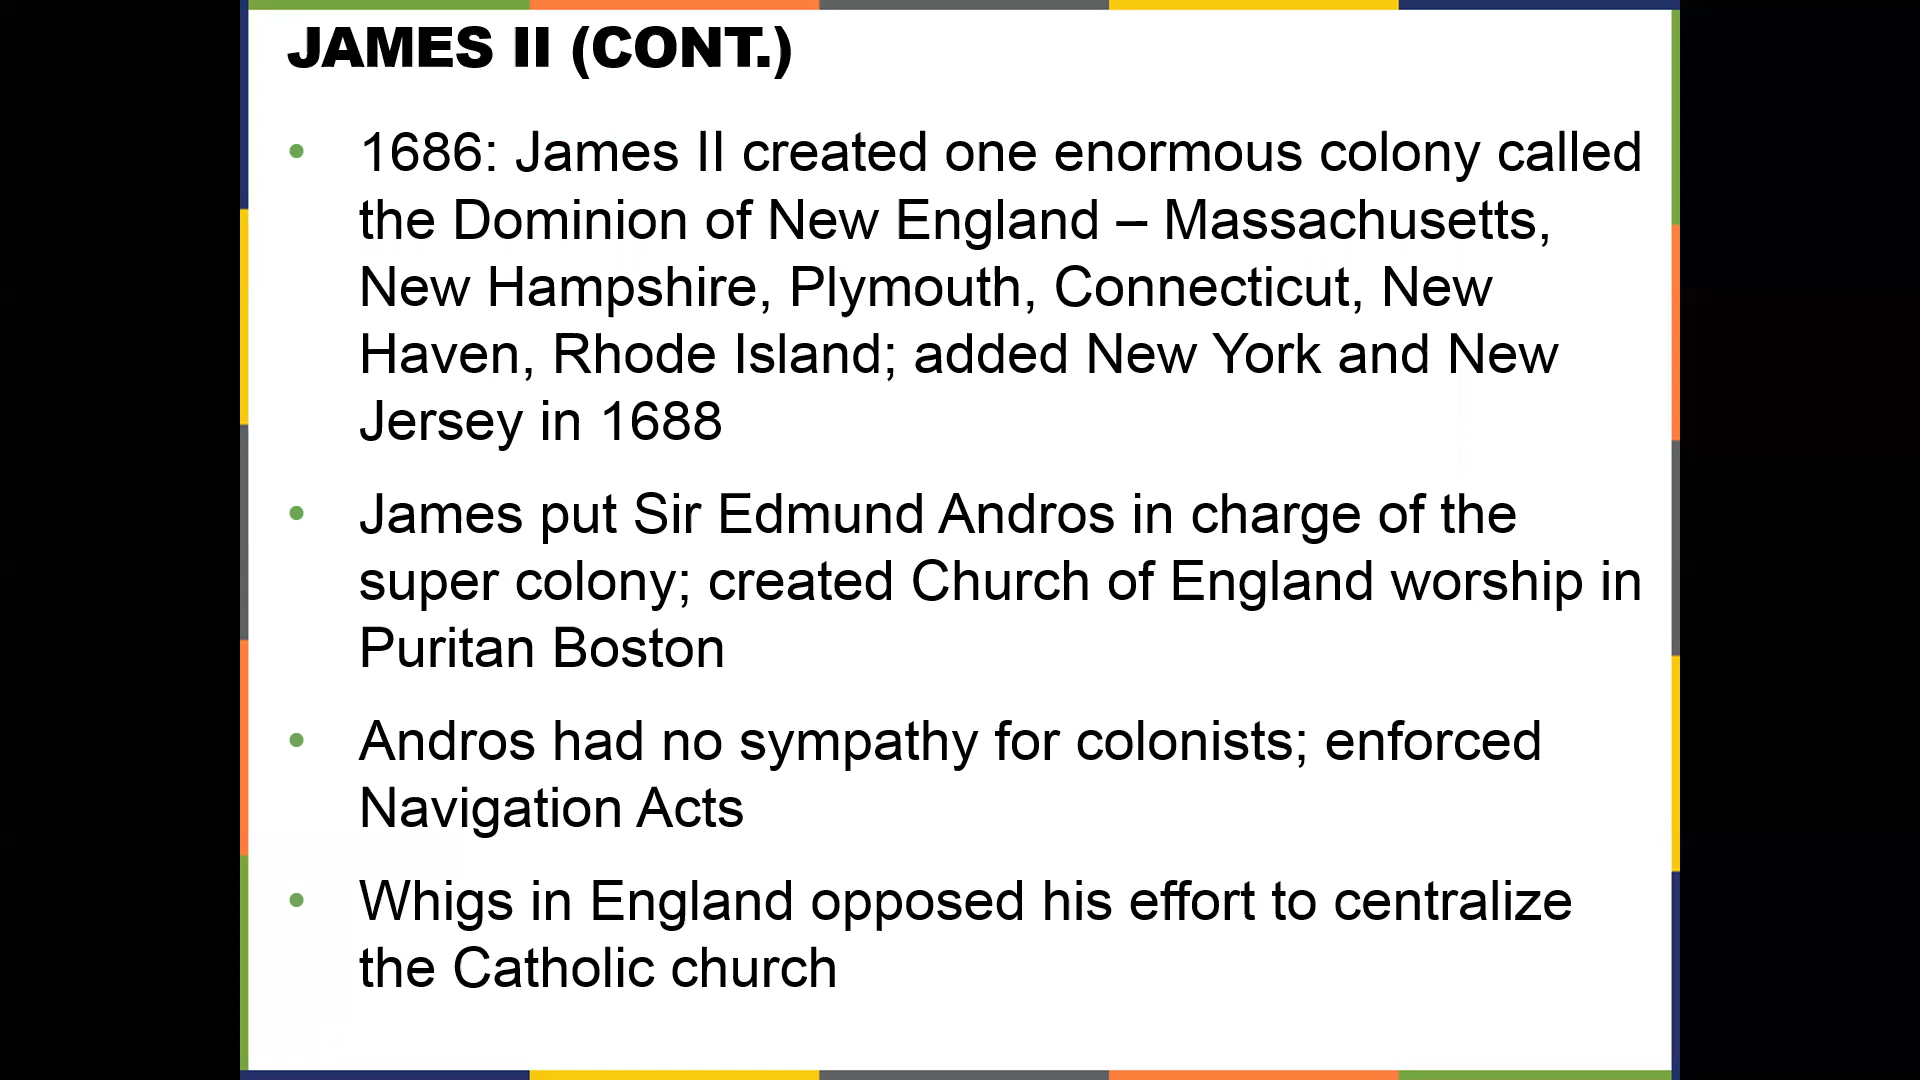 JAMES II (CONT.)
• 1686: James II created one enormous colony called
the Dominion of New England – Massachusetts,
New Hampshire, Plymouth, Connecticut, New
Haven, Rhode Island; added New York and New
Jersey in 1688
• James put Sir Edmund Andros in charge of the
super colony; created Church of England worship in
Puritan Boston
• Andros had no sympathy for colonists; enforced
Navigation Acts
• Whigs in England opposed his effort to centralize
the Catholic church